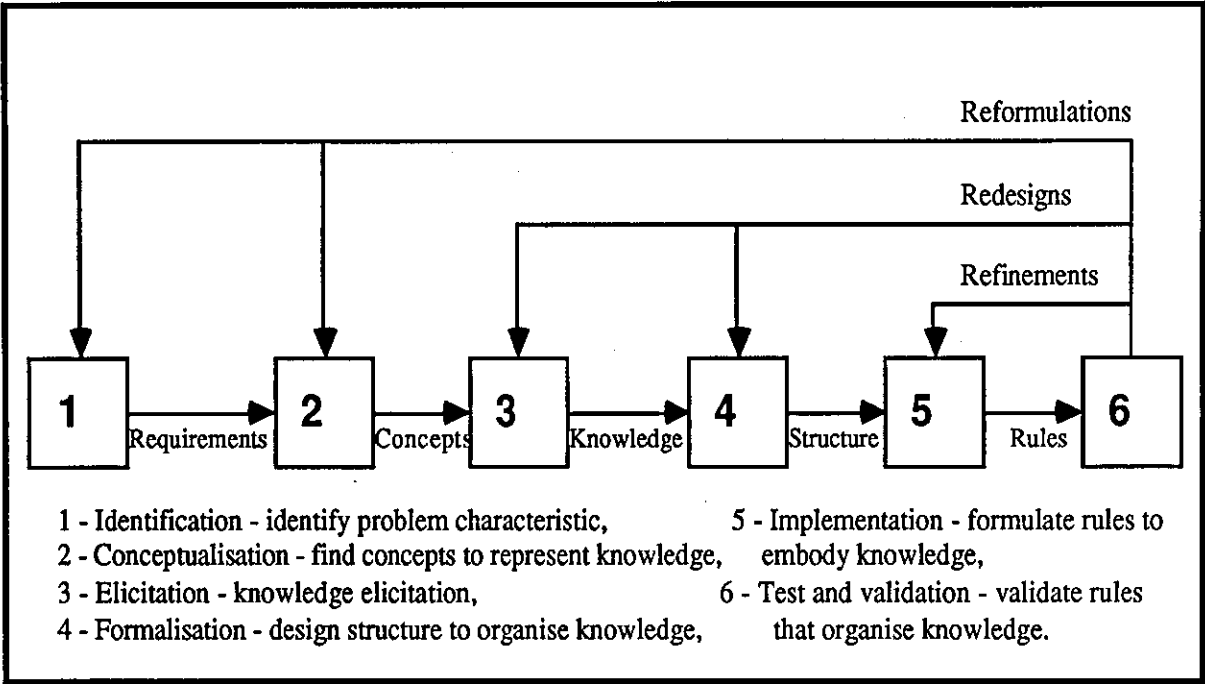 Reformulations
Redesigns
Refinements
1
2
3
4
5
6
Requirements
Concepts
Knowledge
Structure
Rules
1 - Identification - identify problem characteristic,
2 - Conceptualisation - find concepts to represent knowledge,
3 - Elicitation - knowledge elicitation,
4 - Formalisation - design structure to organise knowledge,
5 - Implementation - formulate rules to
embody knowledge,
6 - Test and validation - validate rules
that organise knowledge.